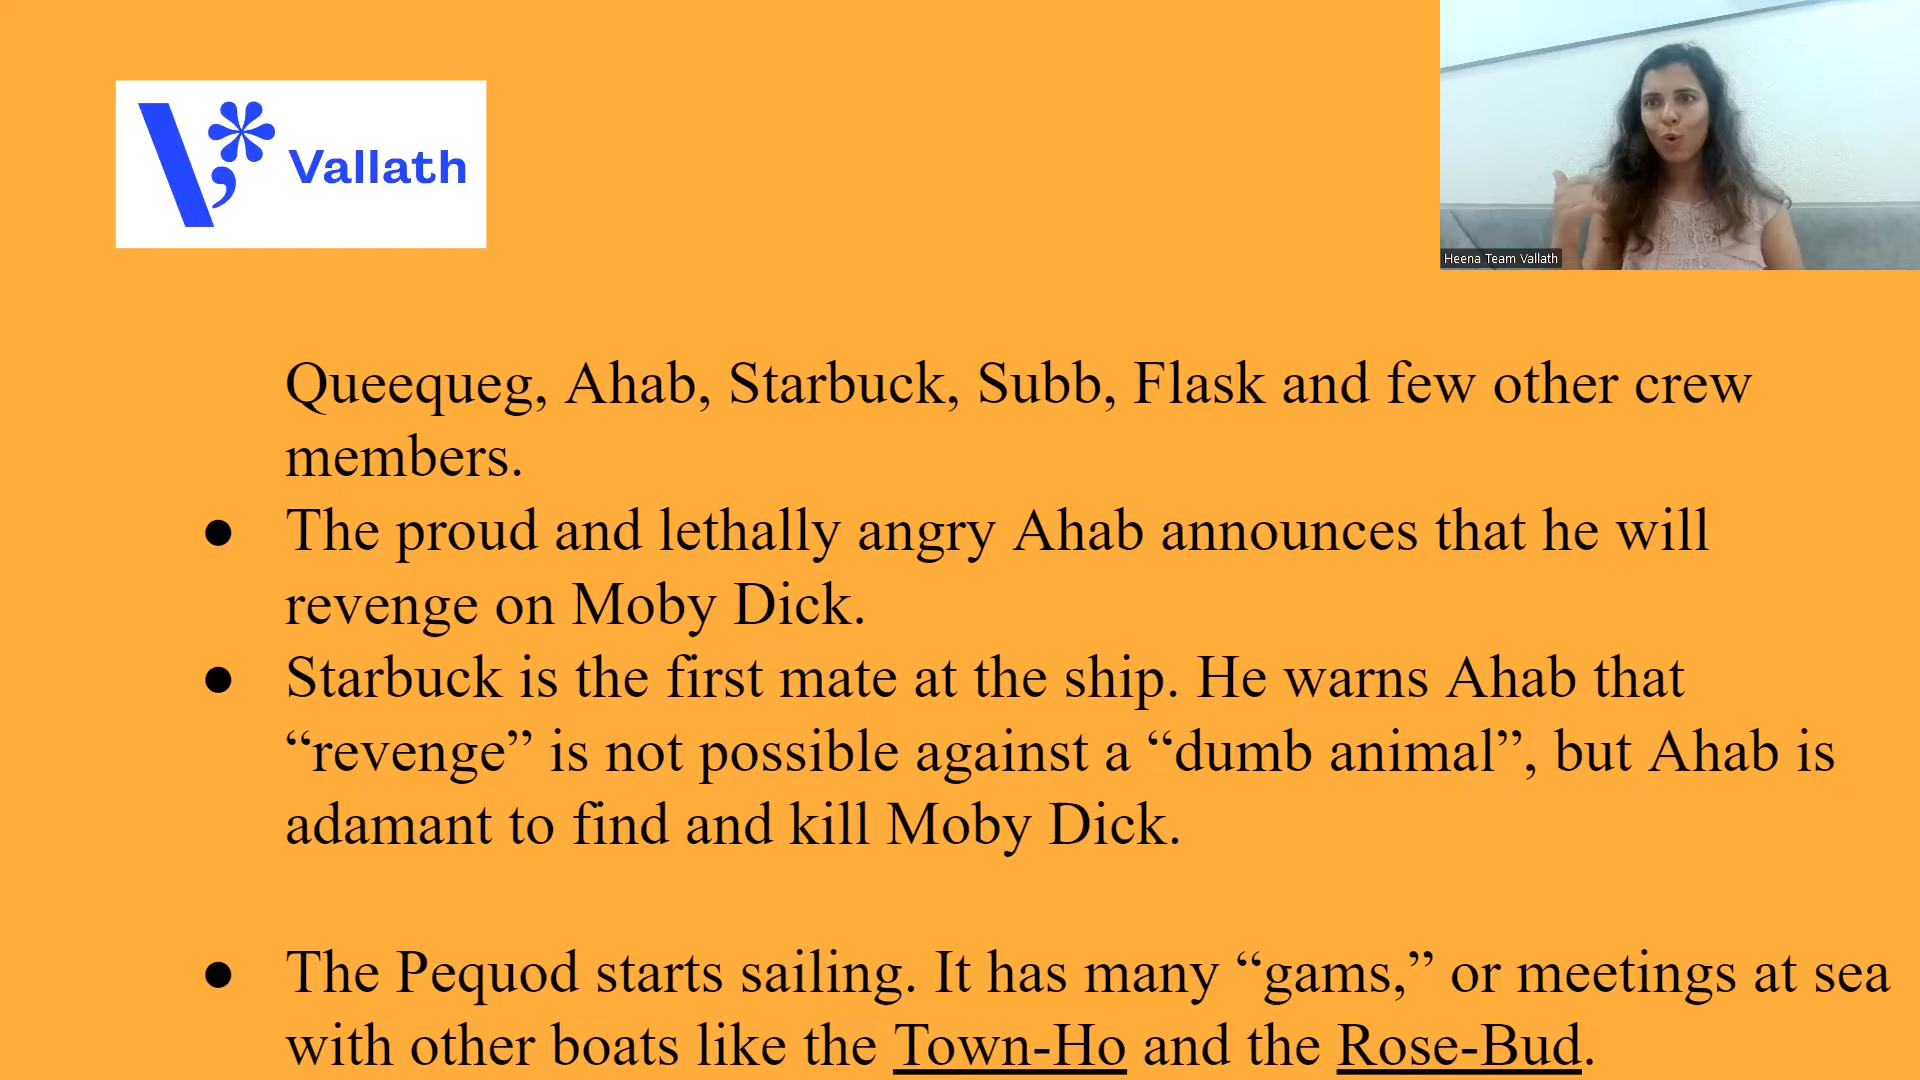 Vallath
Heena Team Vallath
Queequeg, Ahab, Starbuck, Subb, Flask and few other crew
members.
● The proud and lethally angry Ahab announces that he will
revenge on Moby Dick.
● Starbuck is the first mate at the ship. He warns Ahab that
“revenge” is not possible against a “dumb animal”, but Ahab is
adamant to find and kill Moby Dick.
● The Pequod starts sailing. It has many “gams,” or meetings at sea
with other boats like the Town-Ho and the Rose-Bud.